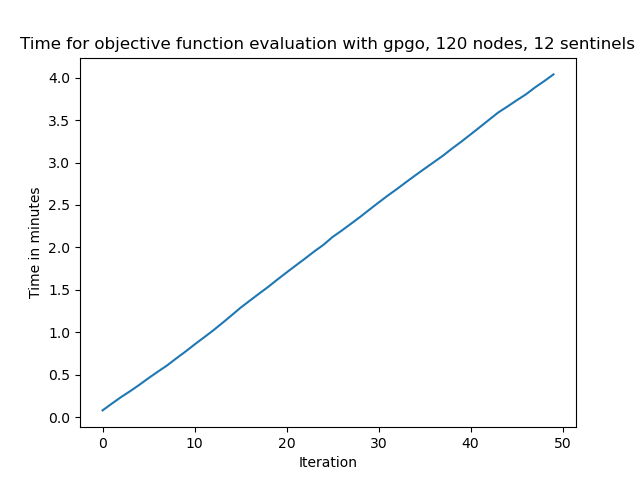 Time for objective function evaluation with gpgo, 120 nodes, 12 sentinels
4.0
3.5
3.0
2.5
2.0
1.5
1.0
0.5
0.0
Time in minutes
0 10 20 30 40 50
Iteration